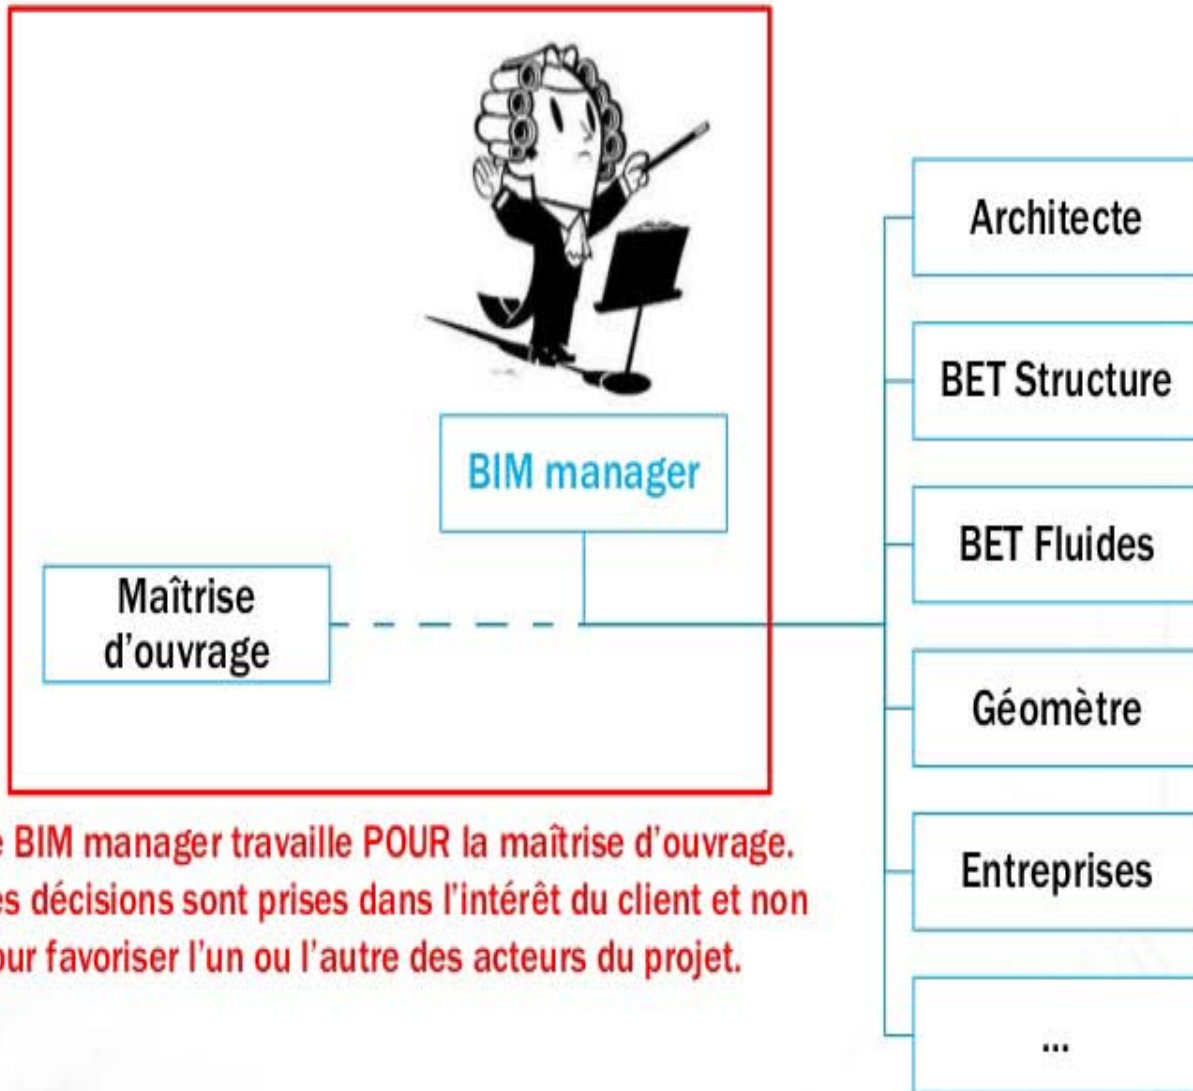 BIM manager
Maîtrise
d'ouvrage
Architecte
BET Structure
BET Fluides
Géomètre
Entreprises
...
e BIM manager travaille POUR la maîtrise d'ouvrage.
es décisions sont prises dans l'intérêt du client et non
our favoriser l'un ou l'autre des acteurs du projet.